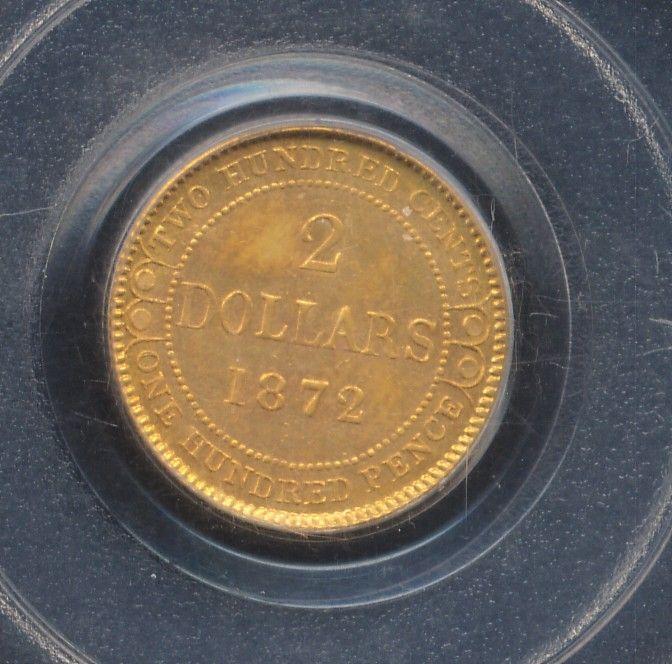 TWO HUNDRED CENTS.
2
DOLLARS
1872
ONE HUNDRED PENCE